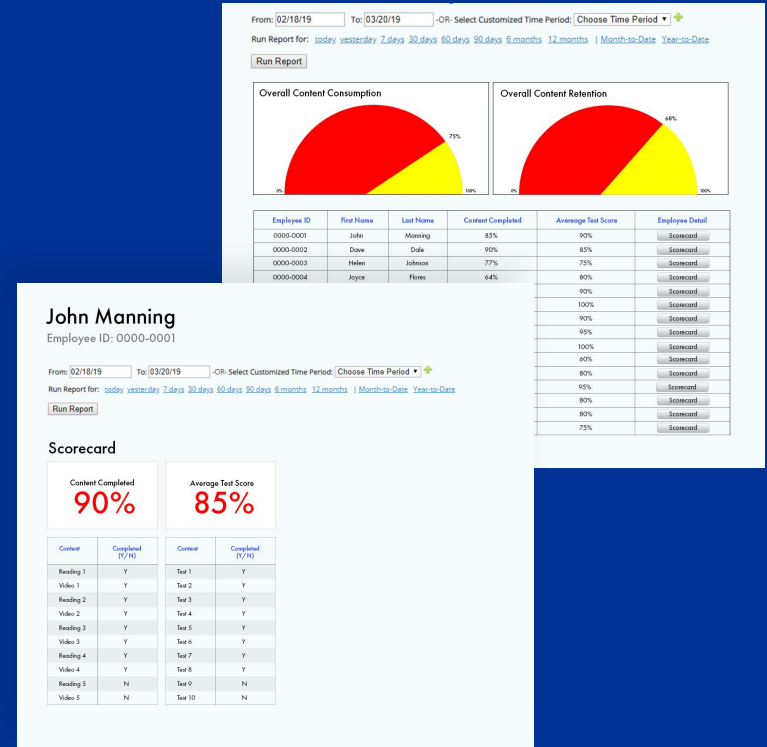 From: 02/18/19 To: 03/20/19 -OR- Select Customized Time Period: Choose Time Period
Run Report for: today yesterday 7 days 30 days 60 days 90 days 6 months 12 months | Month-to-Date Year-to-Date
Run Report
Overall Content Consumption
75%
0% 100%
Overall Content Retention
68%
0% 100%
Employee ID First Name Last Name Content Completed Avereage Test Score Employee Detail
0000-0001 John Manning 85% 90% Scorecard
0000-0002 Dave Dale 90% 85% Scorecard
0000-0003 Helen Johnson 77% 75% Scorecard
0000-0004 Joyce Flores 64% 80% Scorecard
90% Scorecard
100% Scorecard
90% Scorecard
95% Scorecard
100% Scorecard
60% Scorecard
80% Scorecard
95% Scorecard
80% Scorecard
80% Scorecard
75% Scorecard
John Manning
Employee ID: 0000-0001
From: 02/18/19 To: 03/20/19 -OR- Select Customized Time Period: Choose Time Period
Run Report for: today yesterday 7 days 30 days 60 days 90 days 6 months 12 months | Month-to-Date Year-to-Date
Run Report
Scorecard
Content Completed
90%
Average Test Score
85%
Content Completed (Y/N)
Reading 1 Y
Video 1 Y
Reading 2 Y
Video 2 Y
Reading 3 Y
Video 3 Y
Reading 4 Y
Video 4 Y
Reading 5 N
Video 5 N
Content Completed (Y/N)
Test 1 Y
Test 2 Y
Test 3 Y
Test 4 Y
Test 5 Y
Test 6 Y
Test 7 Y
Test 8 Y
Test 9 N
Test 10 N